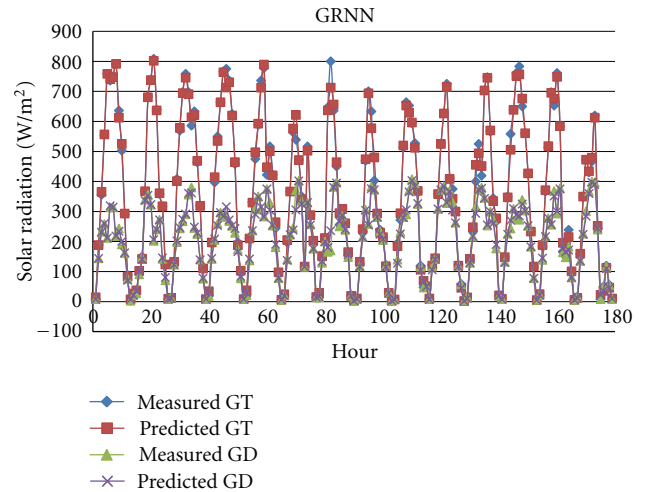 GRNN
Solar radiation (W/m²)
900
800
700
600
500
400
300
200
100
0
−100
0 20 40 60 80 100 120 140 160 180
Hour
Measured GT
Predicted GT
Measured GD
Predicted GD